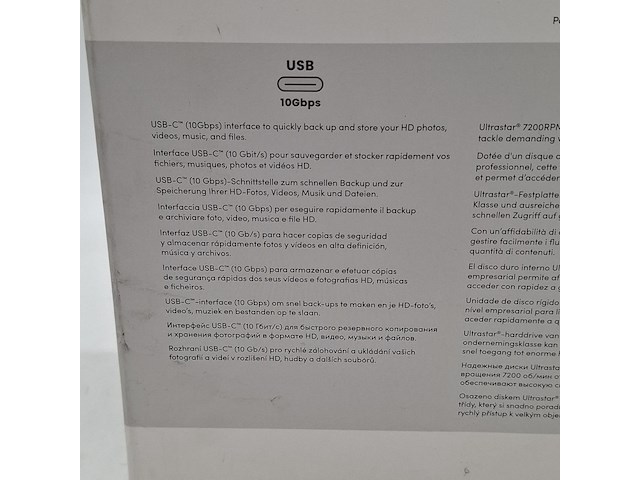 USB
10Gbps
USB-C™ (10Gbps) interface to quickly back up and store your HD photos,
videos, music, and files.
Interface USB-C™ (10 Gbit/s) pour sauvegarder et stocker rapidement vos
fichiers, musiques, photos et vidéos HD.
USB-C™ (10 Gbps)-Schnittstelle zum schnellen Backup und zur
Speicherung Ihrer HD-Fotos, Videos, Musik und Dateien.
Interfaccia USB-C™ (10 Gbps) per eseguire rapidamente il backup
e archiviare foto, video, musica e file HD.
Interfaz USB-C™ (10 Gb/s) para hacer copias de seguridad
y almacenar rápidamente fotos y vídeos en alta definición,
música y archivos.
Interface USB-C™ (10 Gbps) para armazenar e efetuar cópias
de segurança rápidas dos seus vídeos e fotografias HD, músicas
e ficheiros.
USB-C™-interface (10 Gbps) om snel back-ups te maken en je HD-foto's,
video's, muziek en bestanden op te slaan.
Интерфейс USB-C™ (10 Гбит/с) для быстрого резервного копирования
и хранения фотографий в формате HD, видео, музыки и файлов.
Rozhraní USB-C™ (10 Gb/s) pro rychlé zálohování a ukládání vašich
fotografií a videí v rozlišení HD, hudby a dalších souborů.
Ultrastar® 7200RPM
tackle demanding
Dotée d'un disque
professionnel, cette
et permet d'accéder
Ultrastar®-Festplatte
Klasse und ausreiche
schnellen Zugriff auf
Con un'affidabilità di
gestire facilmente i
quantità di contenuti.
El disco duro interno
empresarial permite
acceder con rapidez a
Unidade de disco rígido
nível empresarial para
aceder rapidamente a
Ultrastar®-harddrive
ondernemingsklasse kan
snel toegang tot enorme
Надежные диски Ultrastar
вращения 7200 об/мин
обеспечивают высокую
Osazeno diskem Ultrastar®
třídy, který si snadno
rychlý přístup k velkým